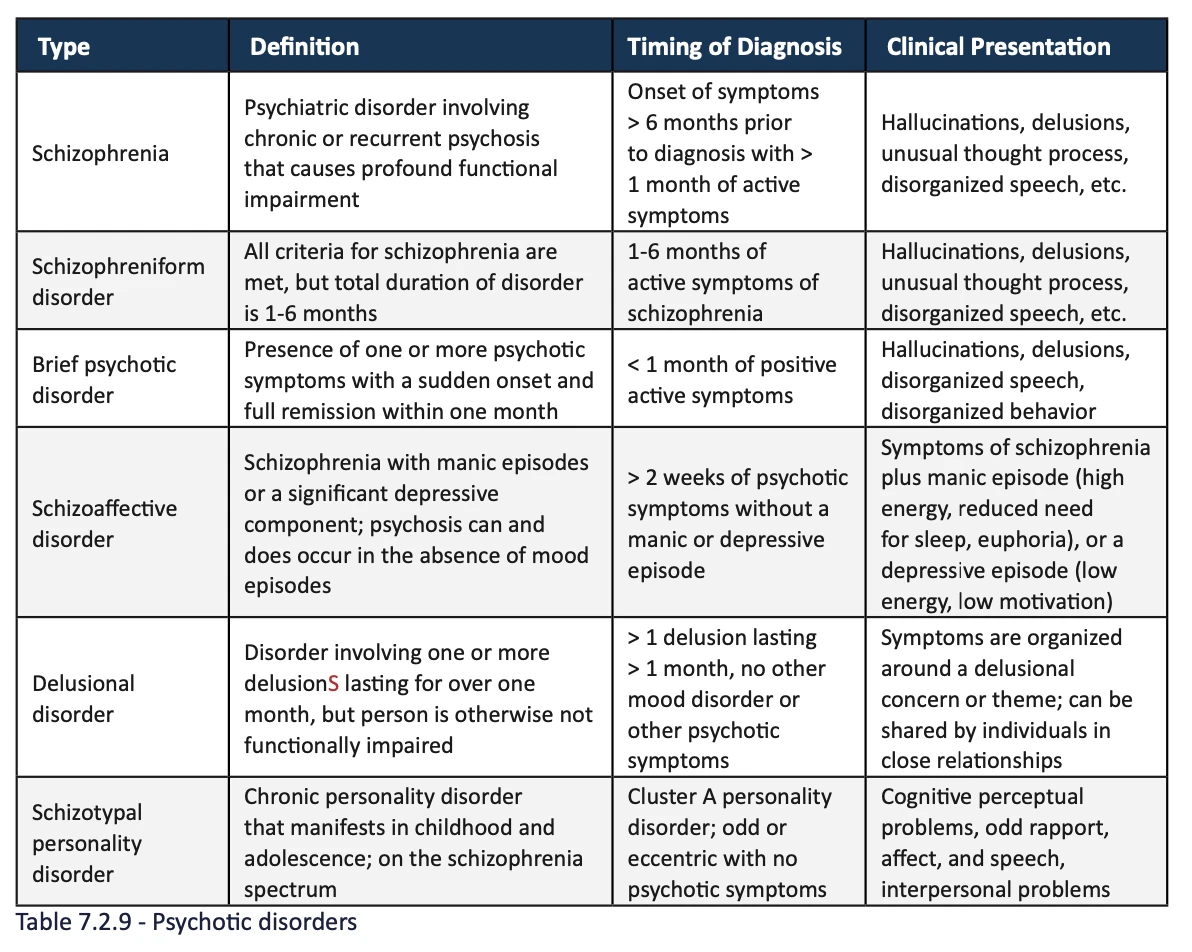 Type
Definition
Timing of Diagnosis
Clinical Presentation
Schizophrenia
Psychiatric disorder involving
chronic or recurrent psychosis
that causes profound functional
impairment
Onset of symptoms
> 6 months prior
to diagnosis with >
1 month of active
symptoms
Hallucinations, delusions,
unusual thought process,
disorganized speech, etc.
Schizophreniform
disorder
All criteria for schizophrenia are
met, but total duration of disorder
is 1-6 months
1-6 months of
active symptoms of
schizophrenia
Hallucinations, delusions,
unusual thought process,
disorganized speech, etc.
Brief psychotic
disorder
Presence of one or more psychotic
symptoms with a sudden onset and
full remission within one month
< 1 month of positive
active symptoms
Hallucinations, delusions,
disorganized speech,
disorganized behavior
Schizoaffective
disorder
Schizophrenia with manic episodes
or a significant depressive
component; psychosis can and
does occur in the absence of mood
episodes
> 2 weeks of psychotic
symptoms without a
manic or depressive
episode
Symptoms of schizophrenia
plus manic episode (high
energy, reduced need
for sleep, euphoria), or a
depressive episode (low
energy, low motivation)
Delusional
disorder
Disorder involving one or more
delusionS lasting for over one
month, but person is otherwise not
functionally impaired
> 1 delusion lasting
> 1 month, no other
mood disorder or
other psychotic
symptoms
Symptoms are organized
around a delusional
concern or theme; can be
shared by individuals in
close relationships
Schizotypal
personality
disorder
Chronic personality disorder
that manifests in childhood and
adolescence; on the schizophrenia
spectrum
Cluster A personality
disorder; odd or
eccentric with no
psychotic symptoms
Cognitive perceptual
problems, odd rapport,
affect, and speech,
interpersonal problems
Table 7.2.9 - Psychotic disorders